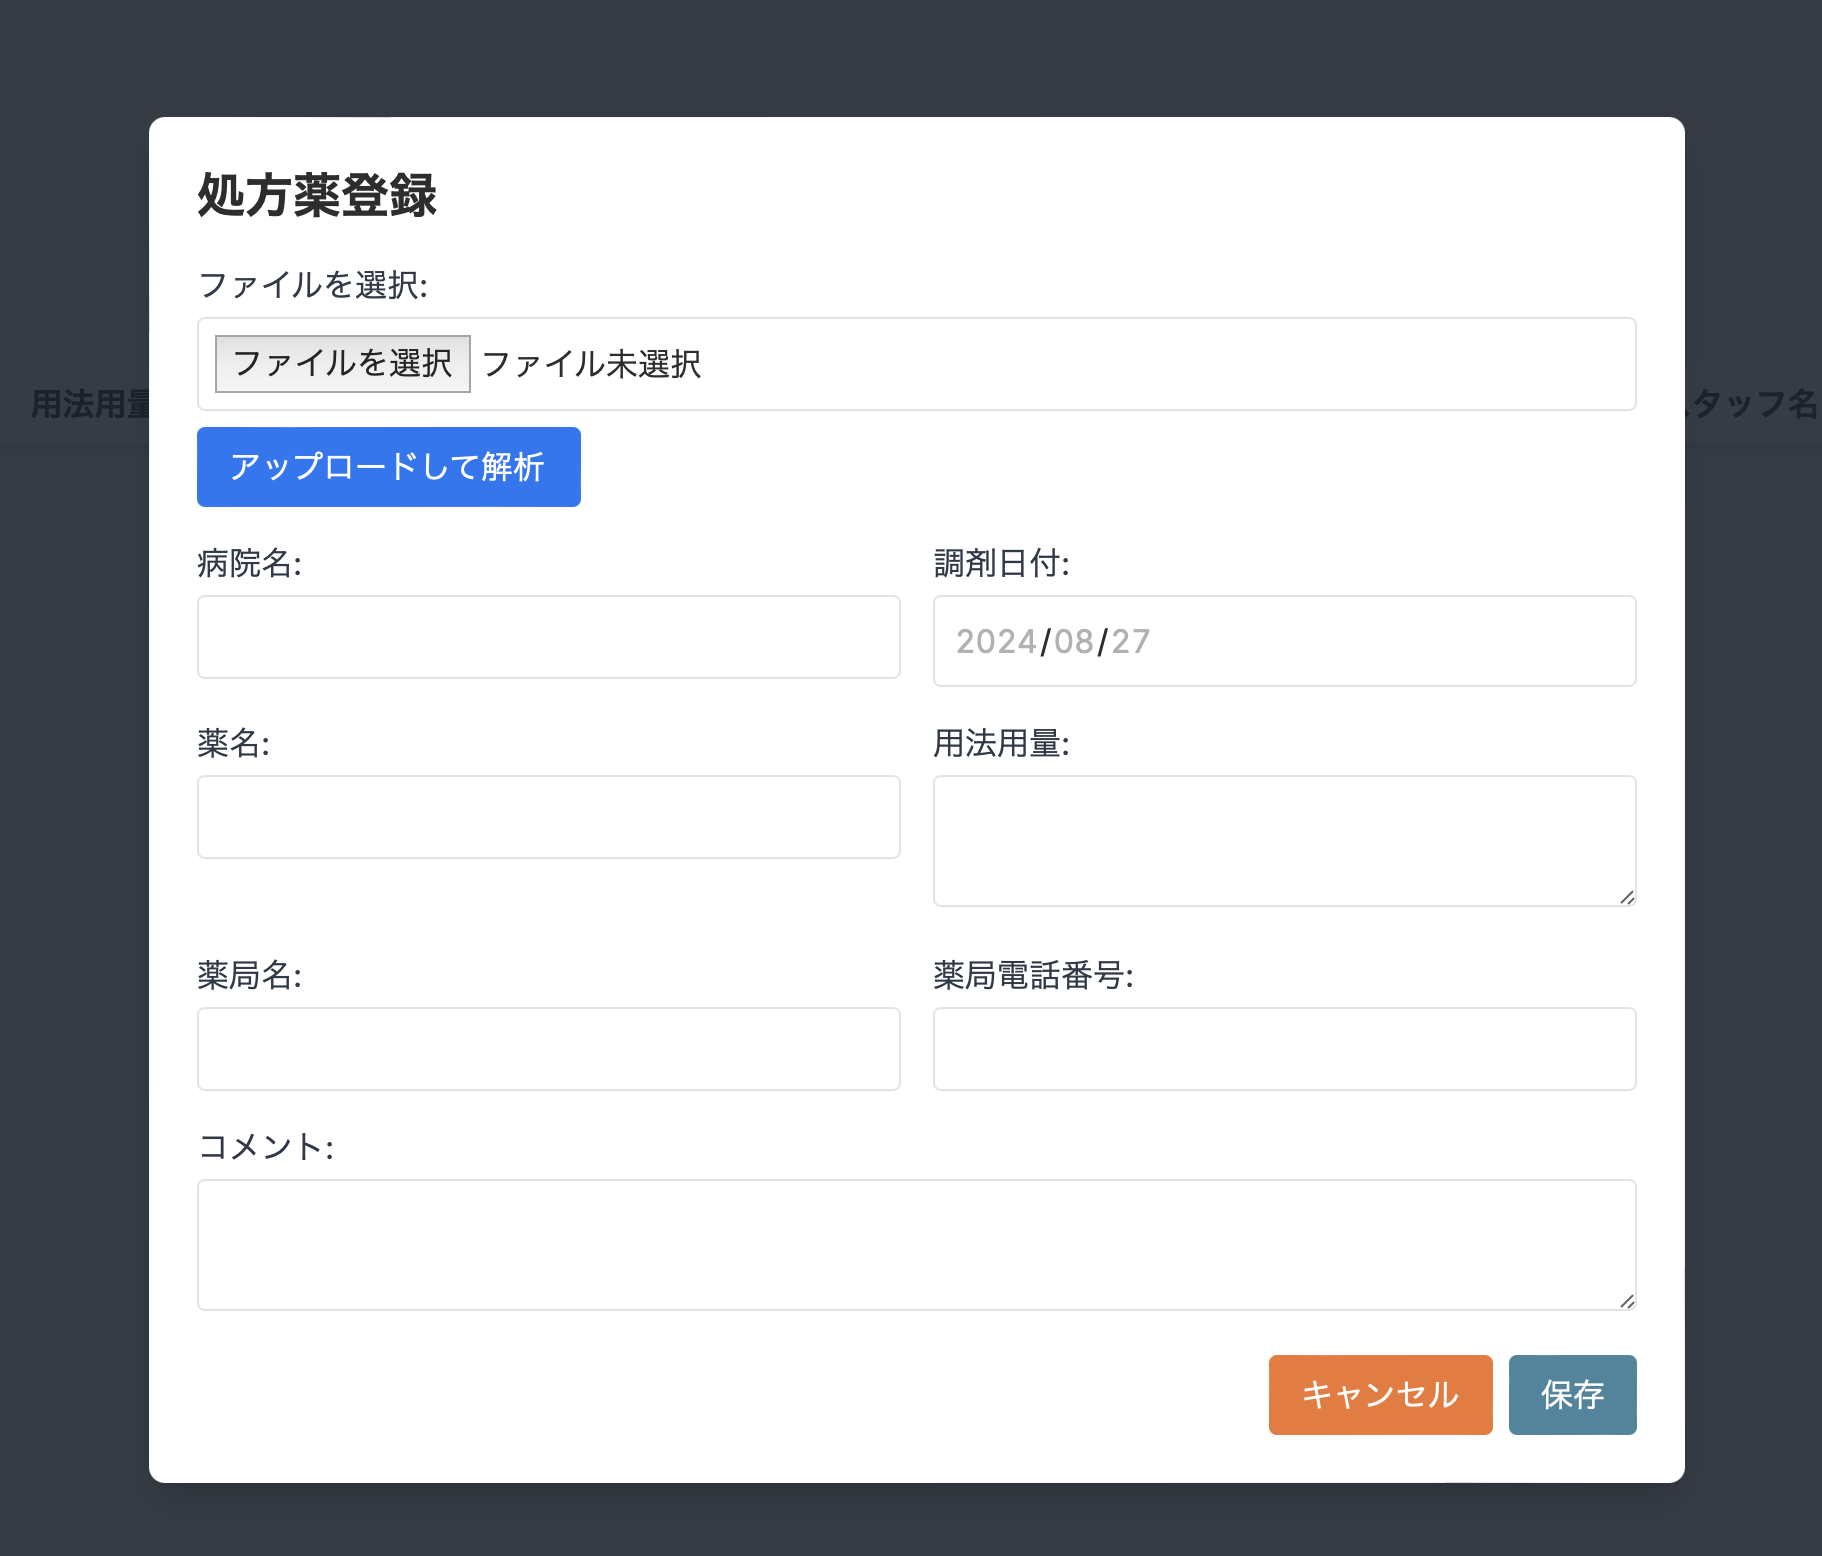 処方薬登録
ファイルを選択:
ファイルを選択 ファイル未選択
用法用量
スタッフ名
アップロードして解析
病院名:
調剤日付:
2024/08/27
薬名:
用法用量:
薬局名:
薬局電話番号:
コメント:
キャンセル
保存